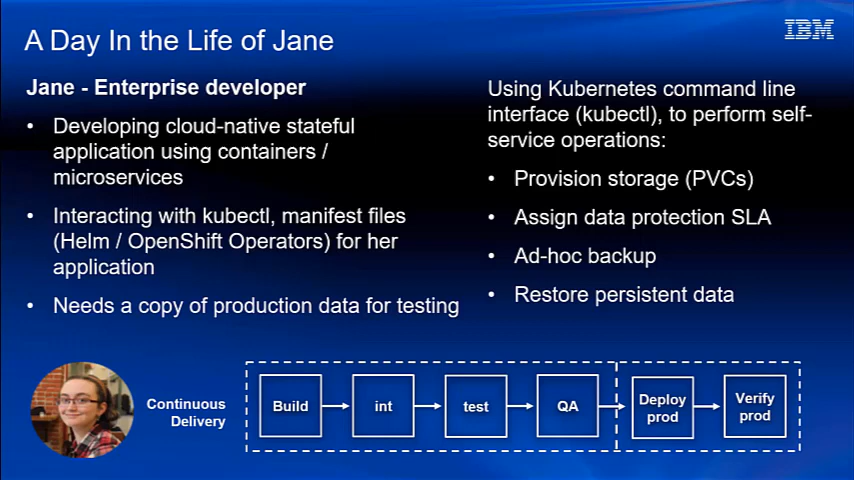 A Day In the Life of Jane
IBM
Jane - Enterprise developer
• Developing cloud-native stateful
application using containers /
microservices
• Interacting with kubectl, manifest files
(Helm / OpenShift Operators) for her
application
• Needs a copy of production data for testing
Using Kubernetes command line
interface (kubectl), to perform self-
service operations:
• Provision storage (PVCs)
• Assign data protection SLA
• Ad-hoc backup
• Restore persistent data
Continuous
Delivery
Build
int
test
QA
Deploy
prod
Verify
prod